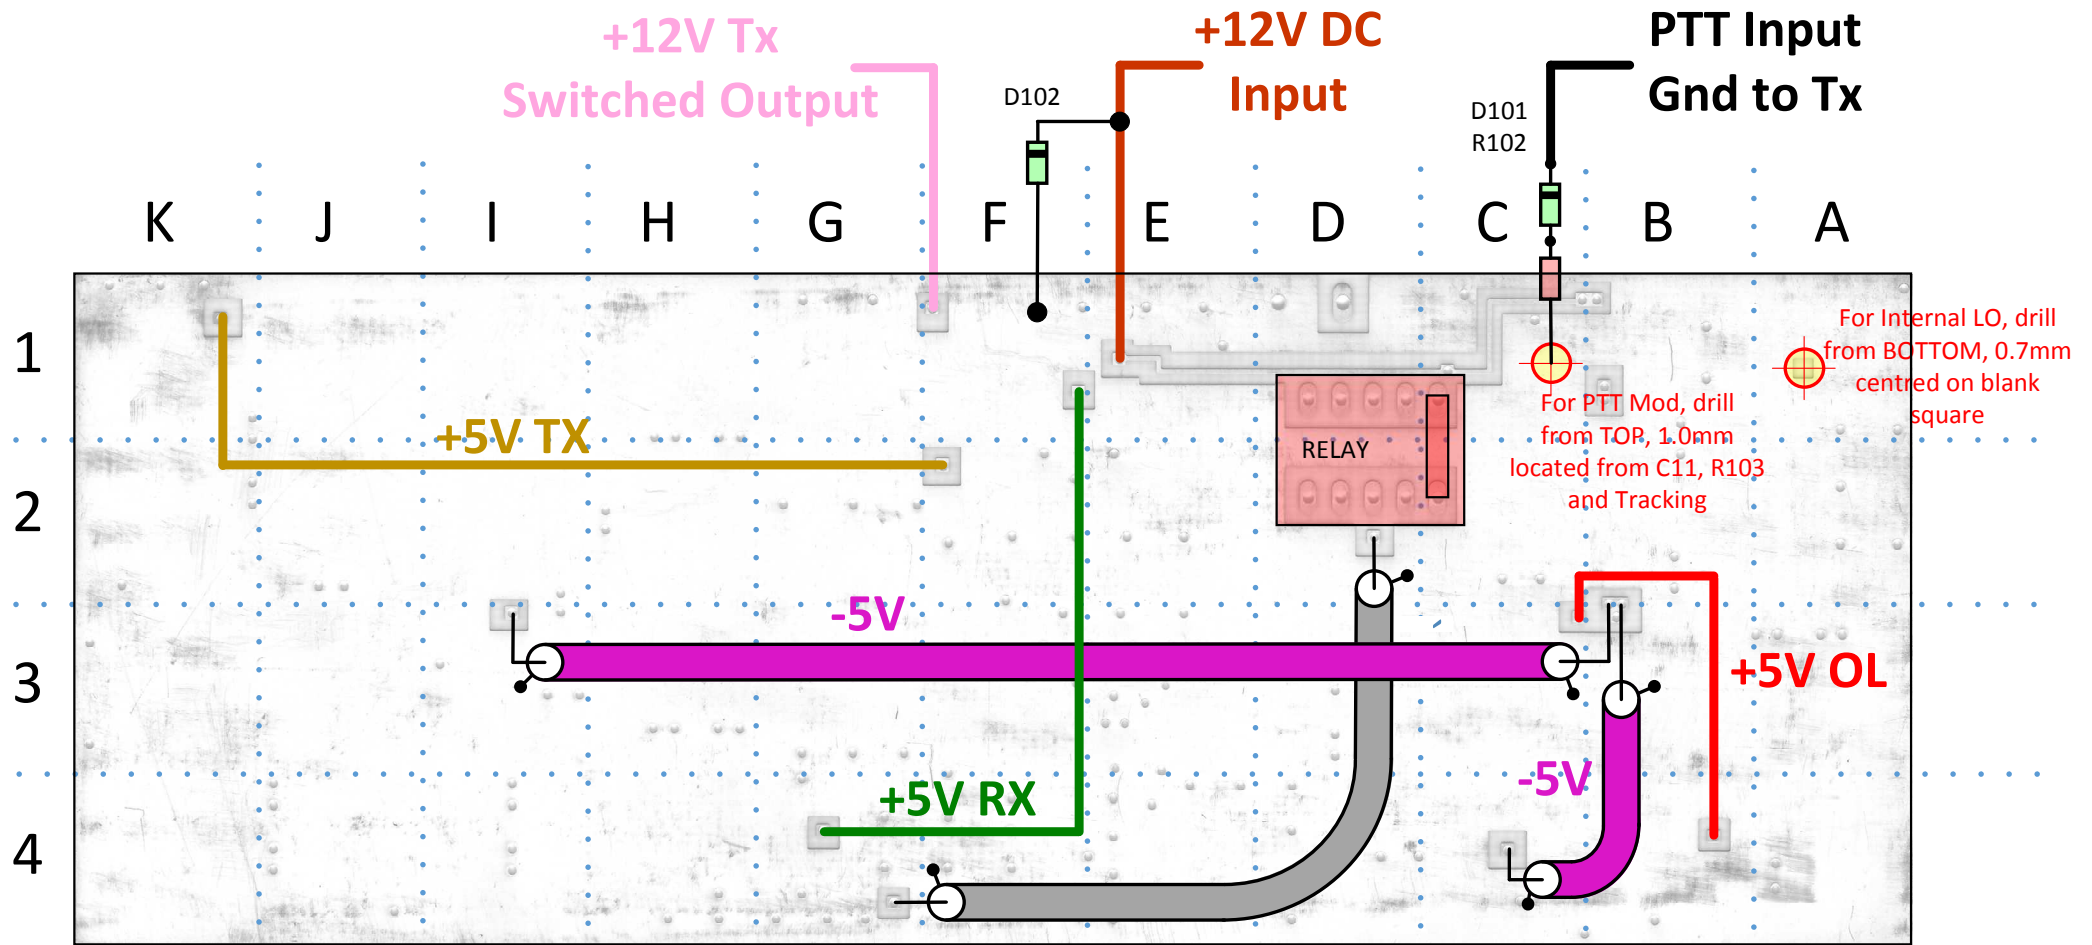 +12V Tx
Switched Output
D102
+12V DC
Input
D101
R102
PTT Input
Gnd to Tx
K J I H G F E D C B A
1
For Internal LO, drill
from BOTTOM, 0.7mm
centred on blank
square
For PTT Mod, drill
from TOP, 1.0mm
located from C11, R103
and Tracking
+5V TX
RELAY
2
-5V
3
+5V OL
-5V
+5V RX
4